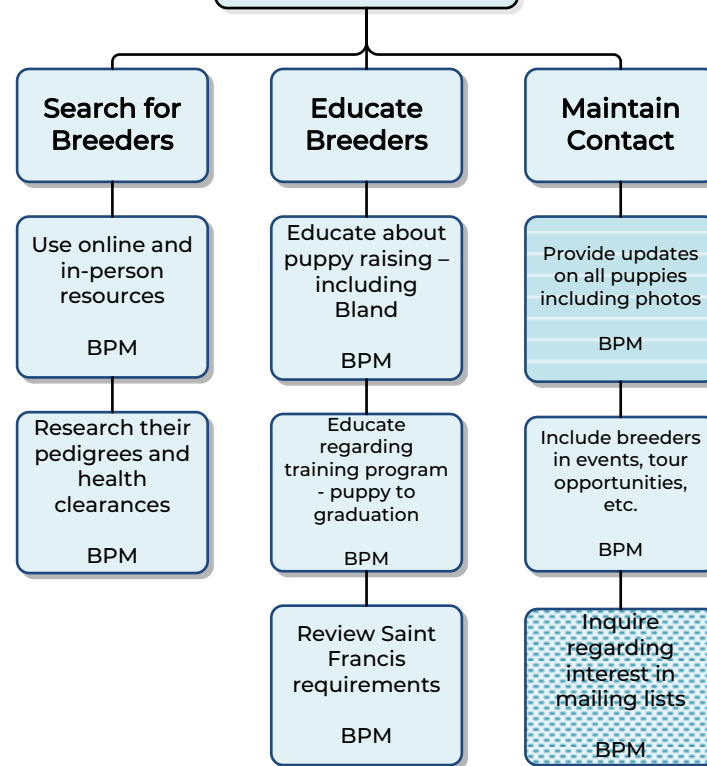 Search for
Breeders
Use online and
in-person
resources
BPM
Research their
pedigrees and
health
clearances
BPM
Educate
Breeders
Educate about
puppy raising –
including
Bland
BPM
Educate
regarding
training program
- puppy to
graduation
BPM
Review Saint
Francis
requirements
BPM
Maintain
Contact
Provide updates
on all puppies
including photos
BPM
Include breeders
in events, tour
opportunities,
etc.
BPM
Inquire
regarding
interest in
mailing lists
BPM